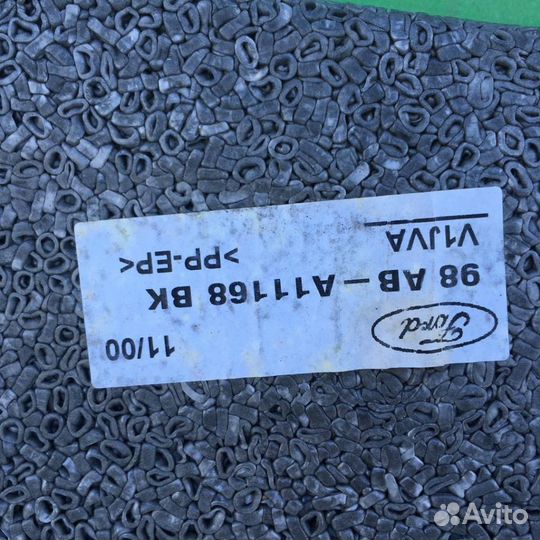 Ford
11/00
98 AB – A11168 BK
V1JVA
>PP-EP<
Avito